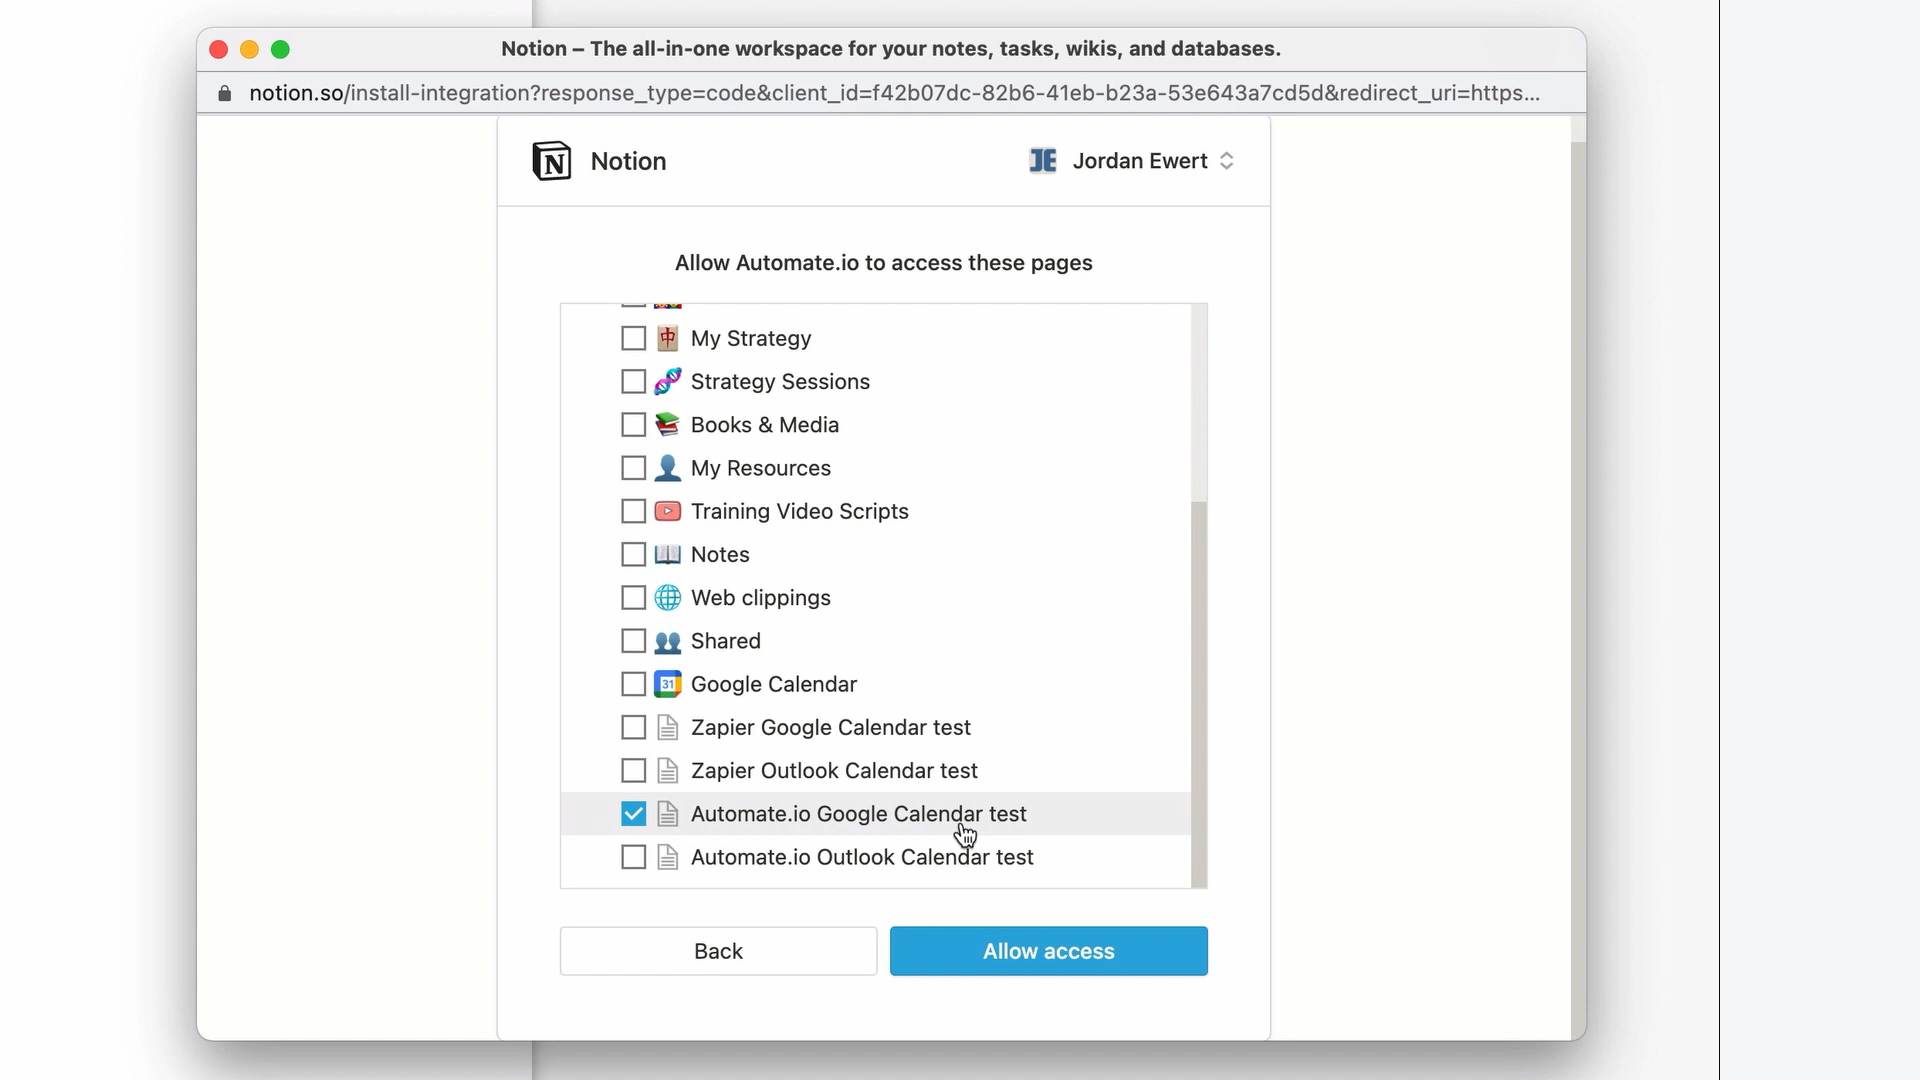 Notion – The all-in-one workspace for your notes, tasks, wikis, and databases.
notion.so/install-integration?response_type=code&client_id=f42b07dc-82b6-41eb-b23a-53e643a7cd5d&redirect_uri=https...
N Notion JE Jordan Ewert
Allow Automate.io to access these pages
中 My Strategy
Strategy Sessions
Books & Media
My Resources
Training Video Scripts
Notes
Web clippings
Shared
31 Google Calendar
Zapier Google Calendar test
Zapier Outlook Calendar test
Automate.io Google Calendar test
Automate.io Outlook Calendar test
Back Allow access